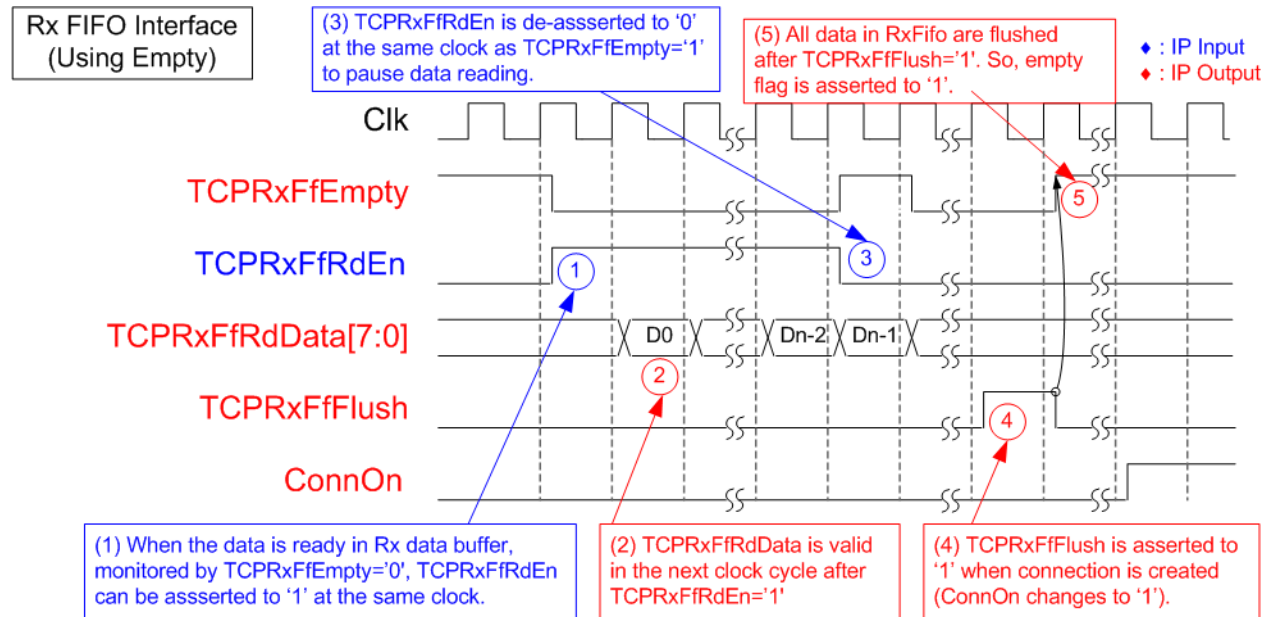 Rx FIFO Interface
(Using Empty)
(3) TCPRxFfRdEn is de-assserted to ‘0’
at the same clock as TCPRxFfEmpty=‘1’
to pause data reading.
(5) All data in RxFifo are flushed
after TCPRxFfFlush=‘1’. So, empty
flag is asserted to ‘1’.
♦ : IP Input
♦ : IP Output
Clk
TCPRxFfEmpty
5
TCPRxFfRdEn
1
3
TCPRxFfRdData[7:0]
D0
Dn-2
Dn-1
2
TCPRxFfFlush
4
ConnOn
(1) When the data is ready in Rx data buffer,
monitored by TCPRxFfEmpty=‘0’, TCPRxFfRdEn
can be assserted to ‘1’ at the same clock.
(2) TCPRxFfRdData is valid
in the next clock cycle after
TCPRxFfRdEn=‘1'
(4) TCPRxFfFlush is asserted to
‘1’ when connection is created
(ConnOn changes to ‘1’).